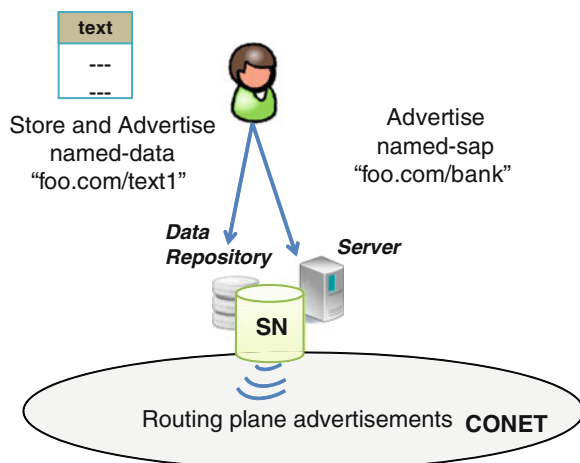 text
---
---
Store and Advertise
named-data
“foo.com/text1”
Advertise
named-sap
“foo.com/bank”
Data
Repository
Server
SN
Routing plane advertisements
CONET